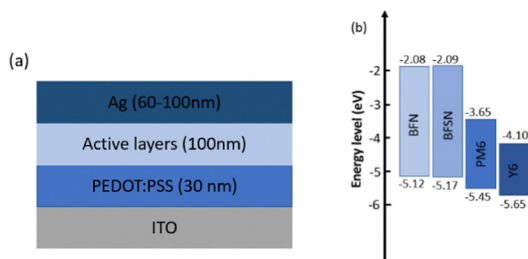 (a)
Ag (60-100nm)
Active layers (100nm)
PEDOT:PSS (30 nm)
ITO
(b)
Energy level (eV)
-2
-3
-4
-5
-6
-2.08
BFN
-5.12
-2.09
BFSN
-5.17
-3.65
PM6
-5.45
-4.10
Y6
-5.65